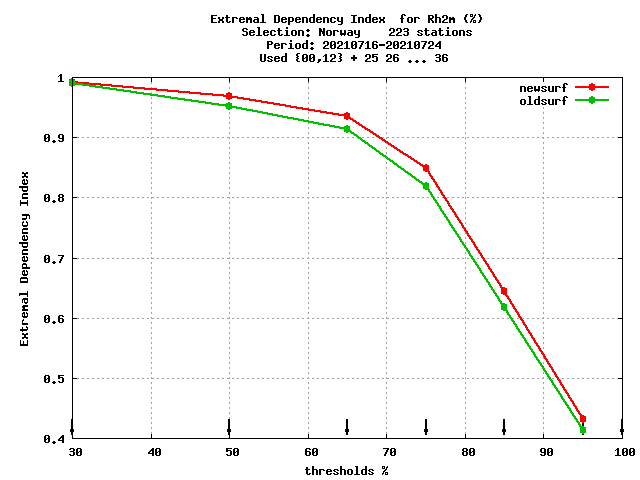 Extremal Dependency Index  for Rh2m (%)
Selection: Norway    223 stations
Period: 20210716-20210724
Used {00,12} + 25 26 ... 36
newsurf
oldsurf
Extremal Dependency Index
1
0.9
0.8
0.7
0.6
0.5
0.4
30 40 50 60 70 80 90 100
thresholds %